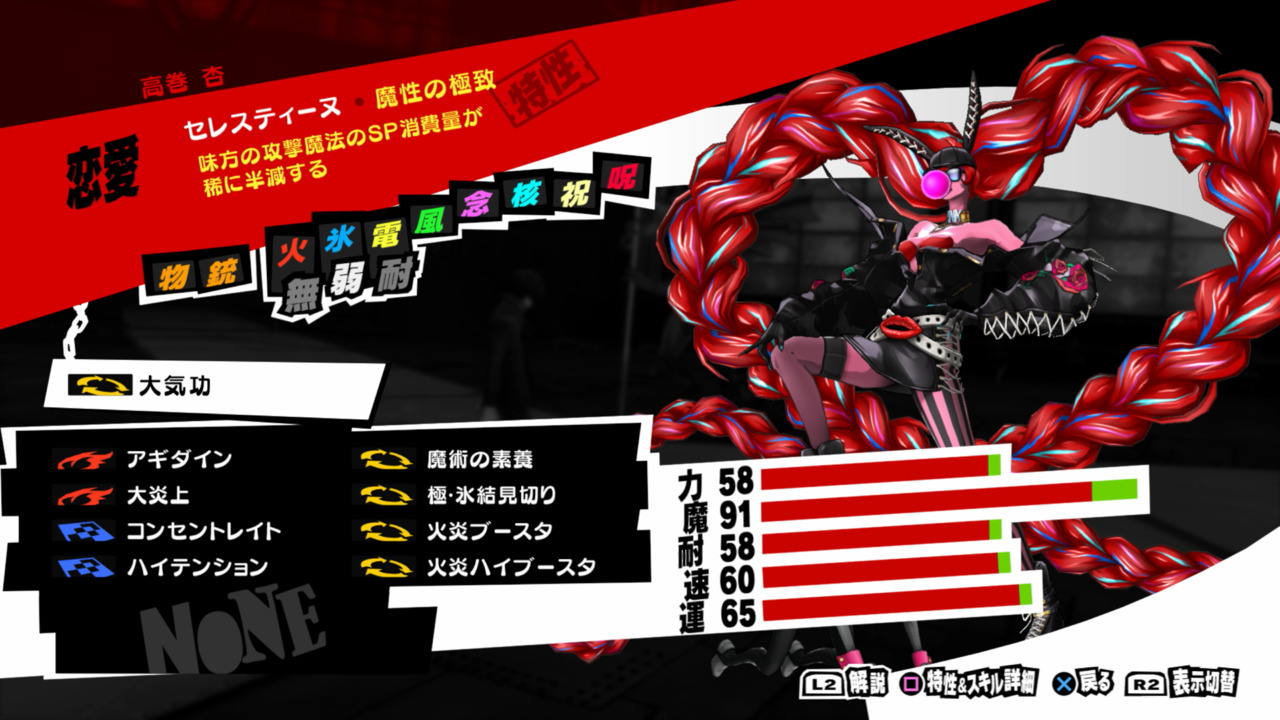 高巻 杏
恋愛
セレスティーヌ・魔性の極致
特性
味方の攻撃魔法のSP消費量が
稀に半減する
物 銃 火 氷 電 風 念 核 祝 呪
無 弱 耐
大気功
アギダイン
大炎上
コンセントレイト
ハイテンション
魔術の素養
極・氷結見切り
火炎ブースタ
火炎ハイブースタ
NONE
力 58
魔 91
耐 58
速 60
運 65
L2 解説 特性&スキル詳細 戻る R2 表示切替